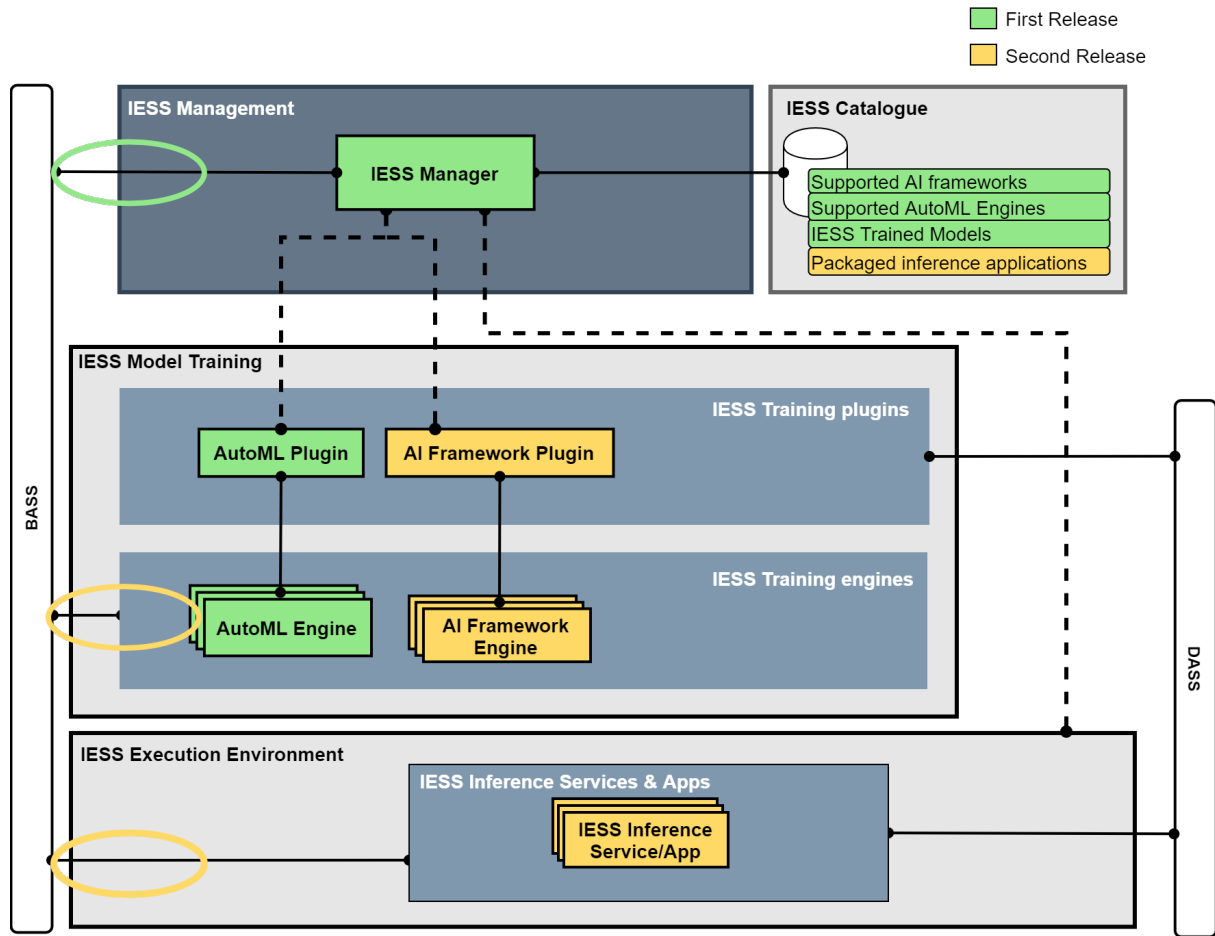 First Release
Second Release
IESS Management
IESS Catalogue
IESS Manager
Supported AI frameworks
Supported AutoML Engines
IESS Trained Models
Packaged inference applications
IESS Model Training
IESS Training plugins
AutoML Plugin
AI Framework Plugin
BASS
IESS Training engines
AutoML Engine
AI Framework
Engine
DASS
IESS Execution Environment
IESS Inference Services & Apps
IESS Inference
Service/App